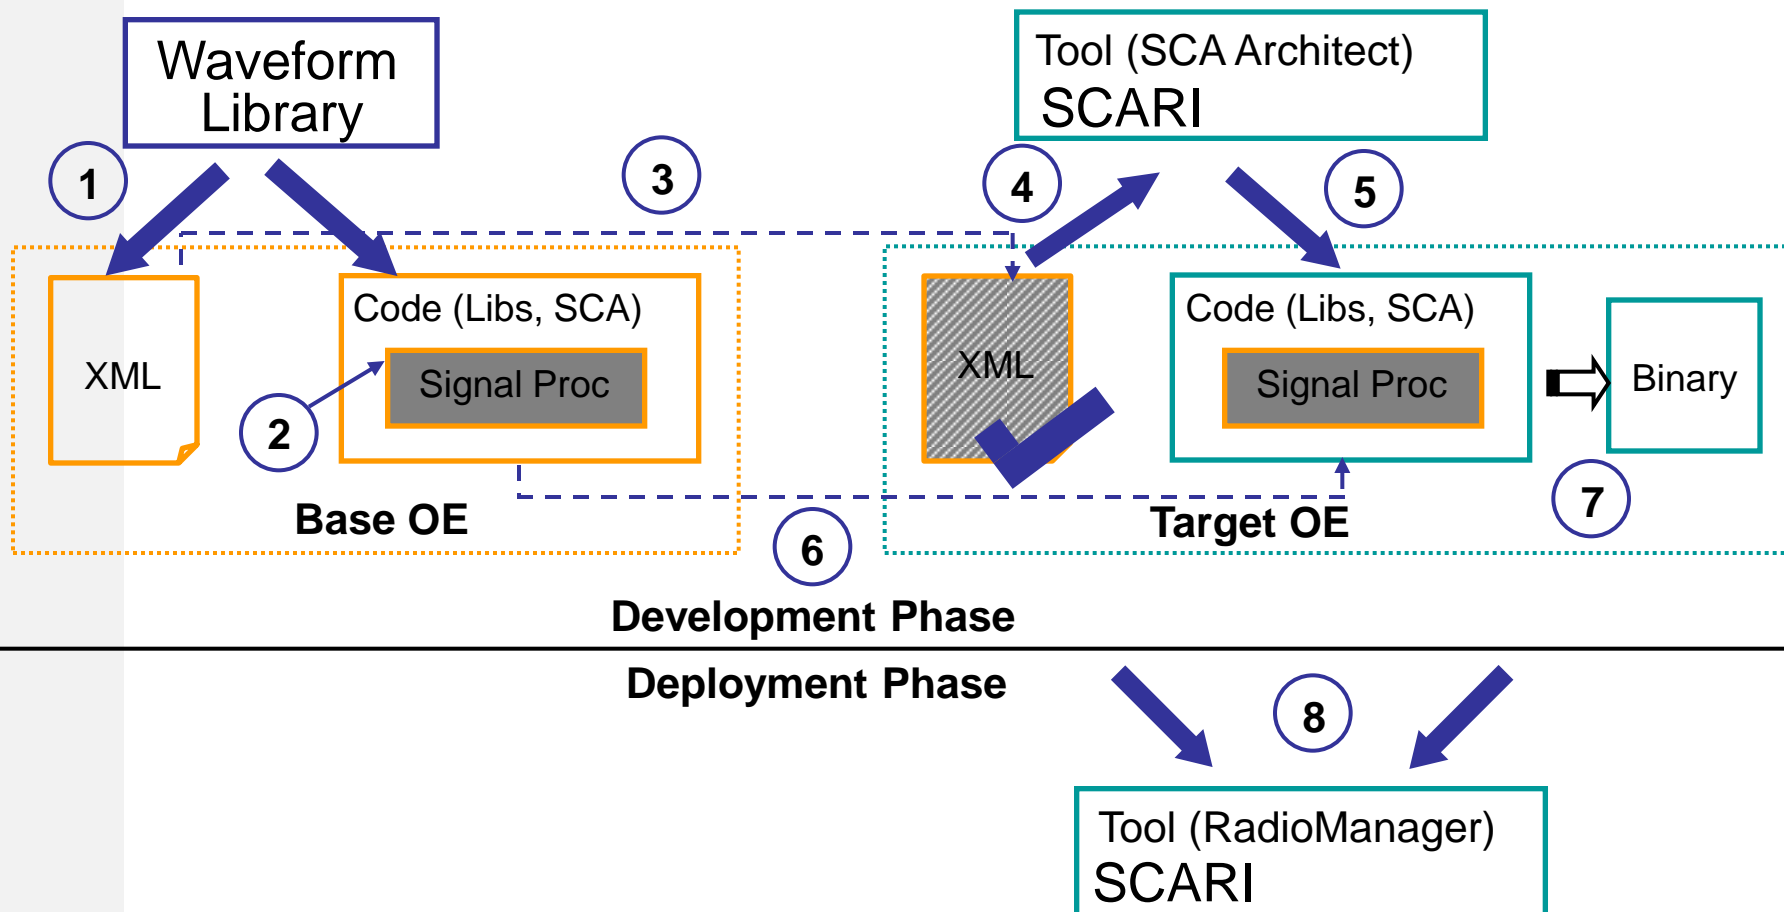 Waveform
Library
Tool (SCA Architect)
SCARI
1
3
4
5
XML
Code (Libs, SCA)
Signal Proc
2
Base OE
XML
Code (Libs, SCA)
Signal Proc
Binary
Target OE
6
7
Development Phase
Deployment Phase
8
Tool (RadioManager)
SCARI